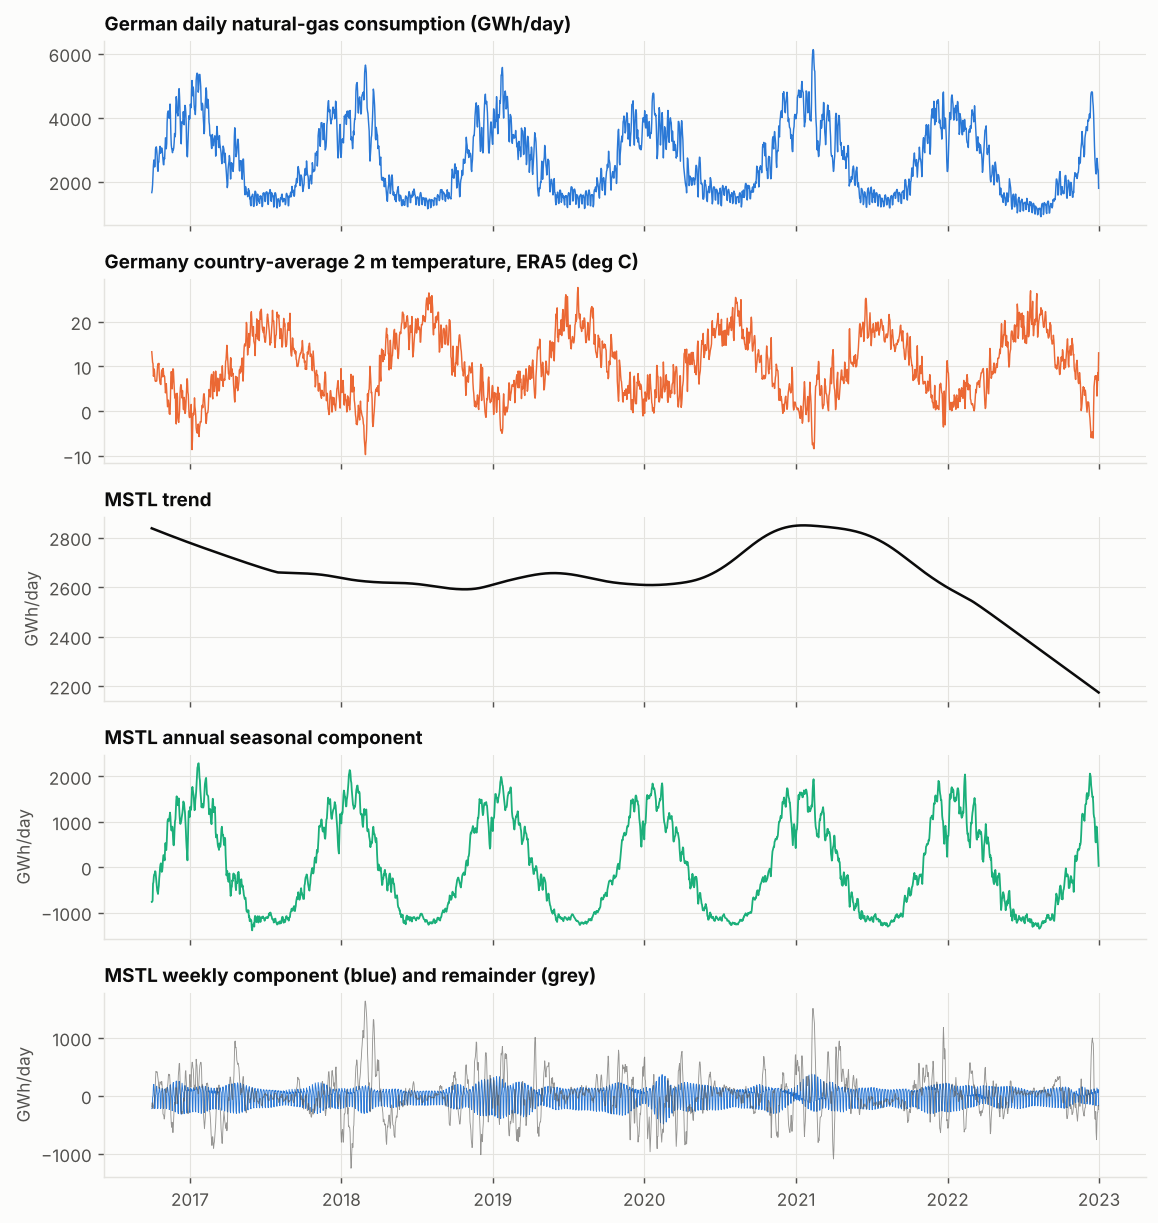 German daily natural-gas consumption (GWh/day)
6000
4000
2000
Germany country-average 2 m temperature, ERA5 (deg C)
20
10
0
−10
MSTL trend
GWh/day
2800
2600
2400
2200
MSTL annual seasonal component
GWh/day
2000
1000
0
−1000
MSTL weekly component (blue) and remainder (grey)
GWh/day
1000
0
−1000
2017 2018 2019 2020 2021 2022 2023